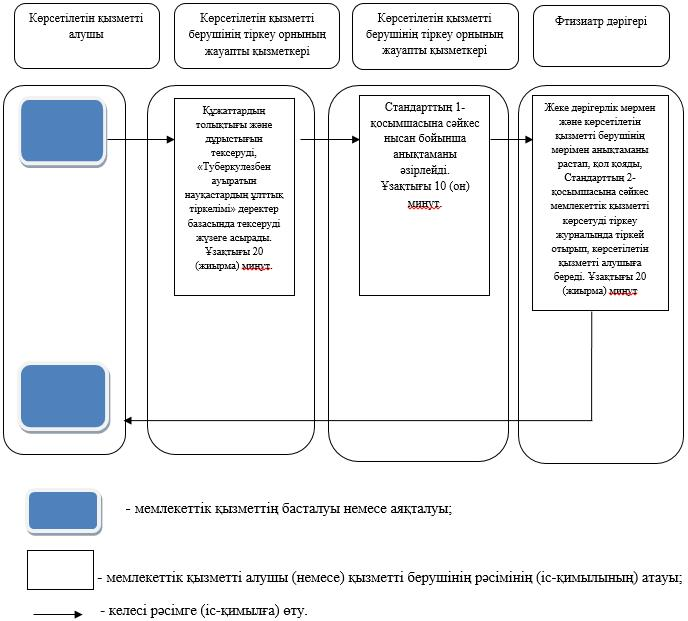 Көрсетілетін қызметті
алушы
Көрсетілетін қызметті
берушінің тіркеу орнының
жауапты қызметкері
Көрсетілетін қызметті
берушінің тіркеу орнының
жауапты қызметкері
Фтизиатр дәрігері
Құжаттардың
толықтығы және
дұрыстығын
тексеруді,
«Туберкулезбен
ауыратын
науқастардың ұлттық
тіркелімі» деректер
базасында тексеруді
жүзеге асырады.
Ұзақтығы 20
(жиырма) минут.
Стандарттың 1-
қосымшасына сәйкес
нысан бойынша
анықтаманы
әзірлейді.
Ұзақтығы 10 (он)
минут.
Жеке дәрігерлік мөрмен
және көрсетілетін
қызметті берушінің
мөрімен анықтаманы
растап, қол қояды,
Стандарттың 2-
қосымшасына сәйкес
мемлекеттік қызметті
көрсетуді тіркеу
журналында тіркей
отырып, көрсетілетін
қызметті алушыға
береді. Ұзақтығы 20
(жиырма) минут
- мемлекеттік қызметтің басталуы немесе аяқталуы;
- мемлекеттік қызметті алушы (немесе) қызметті берушінің рәсімінің (іс-қимылының) атауы;
- келесі рәсімге (іс-қимылға) өту.